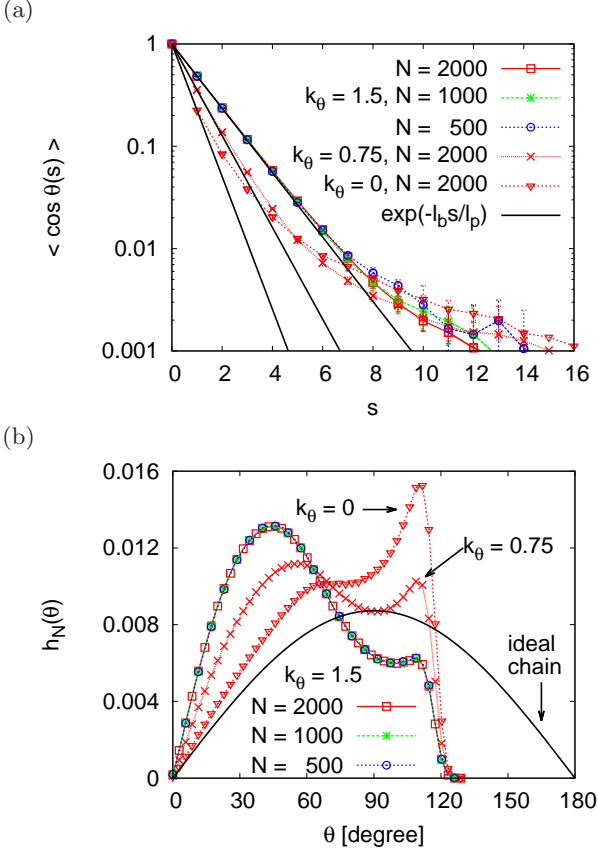 (a)
1
0.1
0.01
0.001
< cos θ(s) >
N = 2000
k_θ = 1.5, N = 1000
N = 500
k_θ = 0.75, N = 2000
k_θ = 0, N = 2000
exp(-l_b s/l_p)
0 2 4 6 8 10 12 14 16
s
(b)
0.016
0.012
0.008
0.004
0
h_N(θ)
k_θ = 0
k_θ = 0.75
ideal
chain
k_θ = 1.5
N = 2000
N = 1000
N = 500
0 30 60 90 120 150 180
θ [degree]